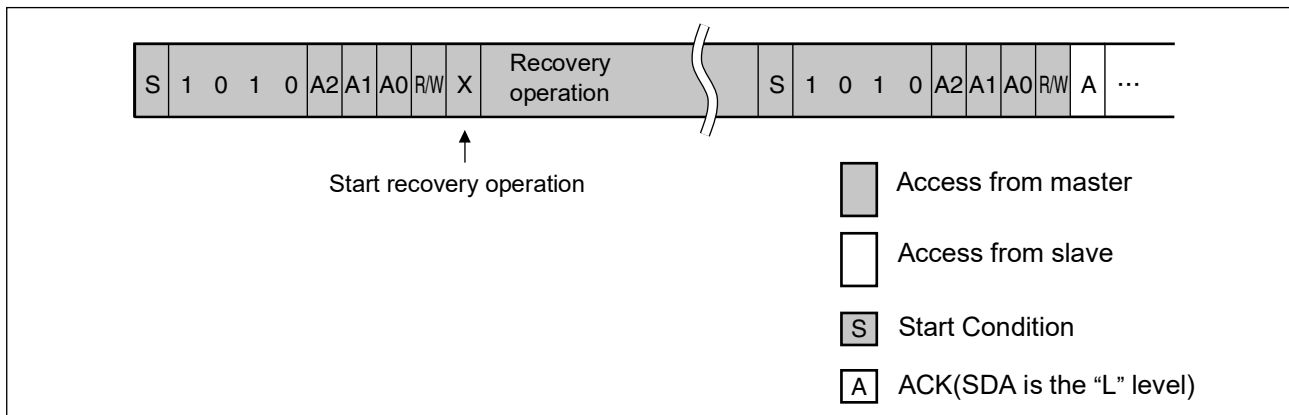 S 1 0 1 0 A2 A1 A0 R/W X Recovery operation S 1 0 1 0 A2 A1 A0 R/W A ...
Start recovery operation
Access from master
Access from slave
S Start Condition
A ACK(SDA is the “L” level)